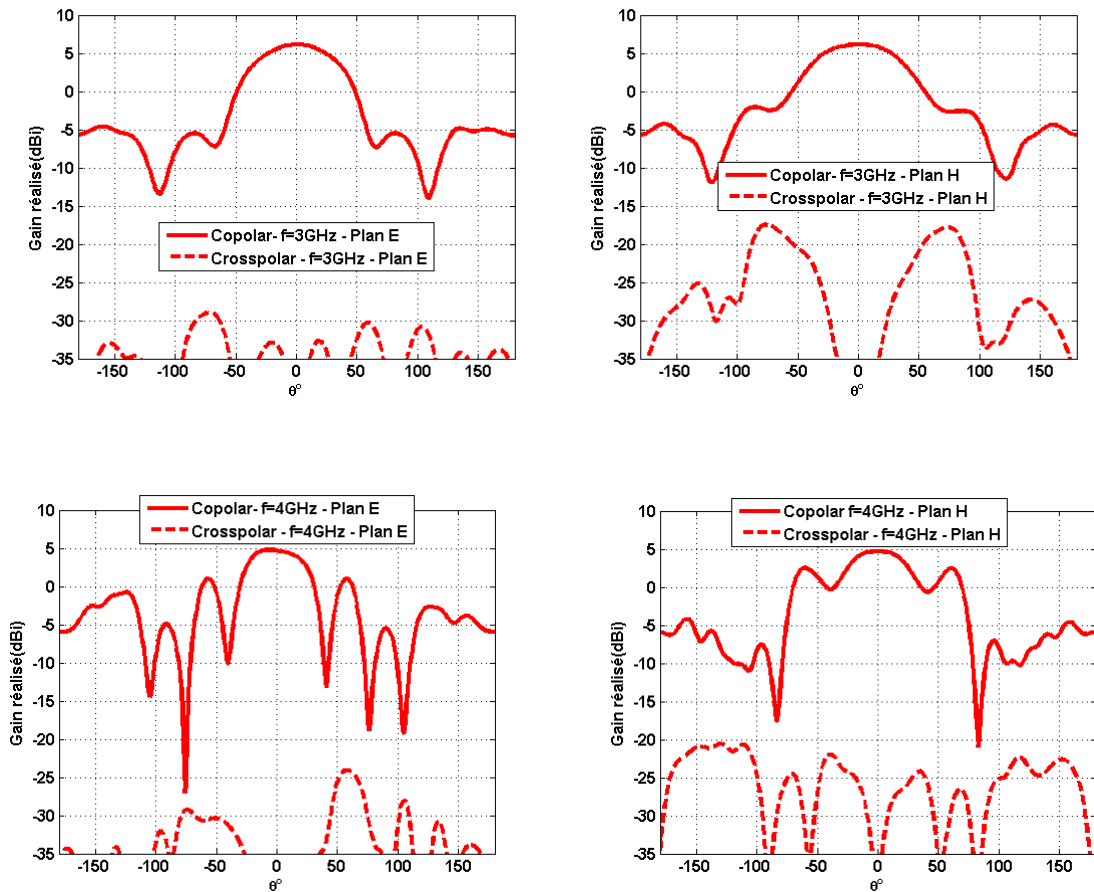 10
5
0
-5
-10
-15
-20
-25
-30
-35
-150 -100 -50 0 50 100 150
θ°
Gain réalisé(dBi)
Copolar- f=3GHz - Plan E
Crosspolar - f=3GHz - Plan E
10
5
0
-5
-10
-15
-20
-25
-30
-35
-150 -100 -50 0 50 100 150
θ°
Gain réalisé(dBi)
Copolar- f=3GHz - Plan H
Crosspolar - f=3GHz - Plan H
Copolar- f=4GHz - Plan E
Crosspolar - f=4GHz - Plan E
10
5
0
-5
-10
-15
-20
-25
-30
-35
-150 -100 -50 0 50 100 150
θ°
Gain réalisé(dBi)
Copolar f=4GHz - Plan H
Crosspolar - f=4GHz - Plan H
10
5
0
-5
-10
-15
-20
-25
-30
-35
-150 -100 -50 0 50 100 150
θ°
Gain réalisé(dBi)